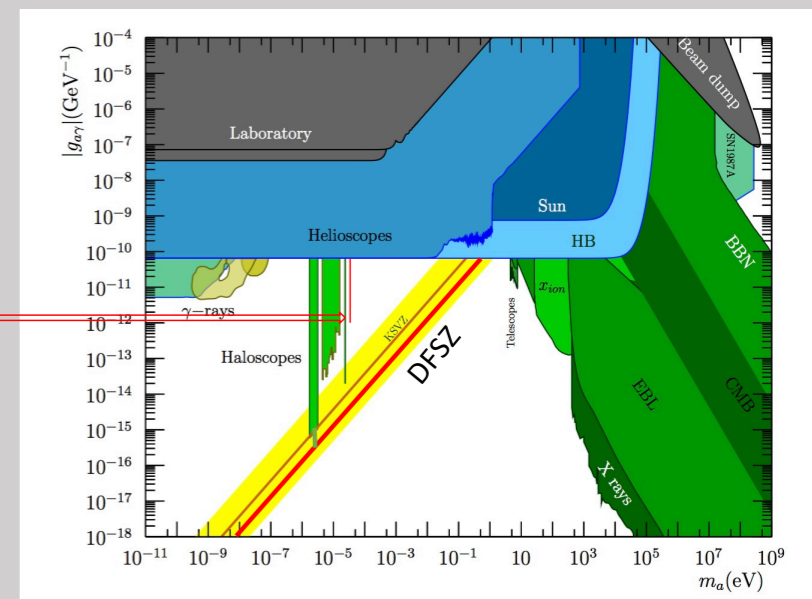 |g_{aγ}|(GeV^{−1})
10^{−4}
10^{−5}
10^{−6}
10^{−7}
10^{−8}
10^{−9}
10^{−10}
10^{−11}
10^{−12}
10^{−13}
10^{−14}
10^{−15}
10^{−16}
10^{−17}
10^{−18}
Beam dump
Laboratory
SN1987A
Sun
Helioscopes
HB
BBN
γ−rays
x_{ion}
Telescopes
KSVZ
Haloscopes
DFSZ
EBL
CMB
X rays
10^{−11} 10^{−9} 10^{−7} 10^{−5} 10^{−3} 10^{−1} 10 10^{3} 10^{5} 10^{7} 10^{9}
m_a(eV)